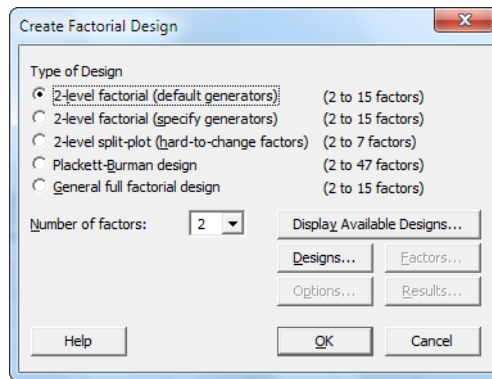 Create Factorial Design
Type of Design
2-level factorial (default generators) (2 to 15 factors)
2-level factorial (specify generators) (2 to 15 factors)
2-level split-plot (hard-to-change factors) (2 to 7 factors)
Plackett-Burman design (2 to 47 factors)
General full factorial design (2 to 15 factors)
Number of factors: 2 Display Available Designs...
Designs... Factors...
Options... Results...
Help OK Cancel